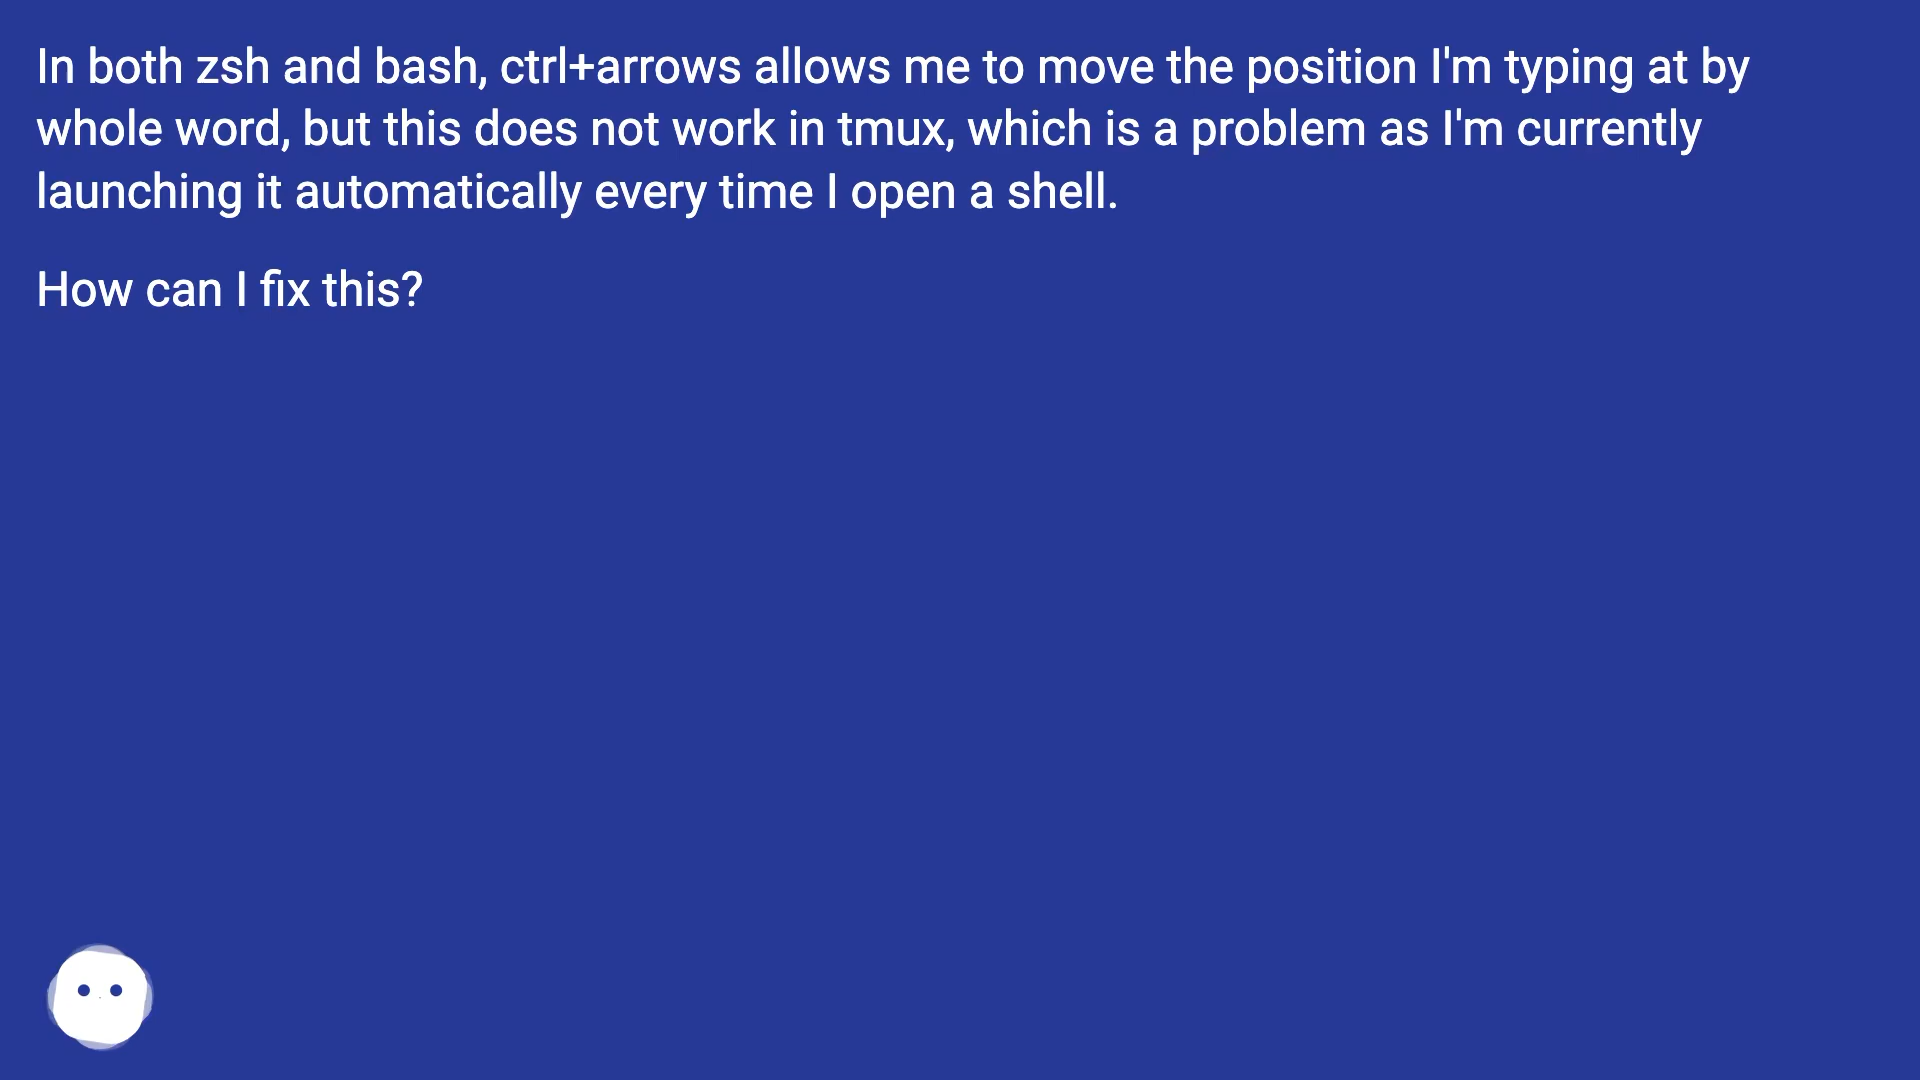 In both zsh and bash, ctrl+arrows allows me to move the position I'm typing at by
whole word, but this does not work in tmux, which is a problem as I'm currently
launching it automatically every time I open a shell.
How can I fix this?